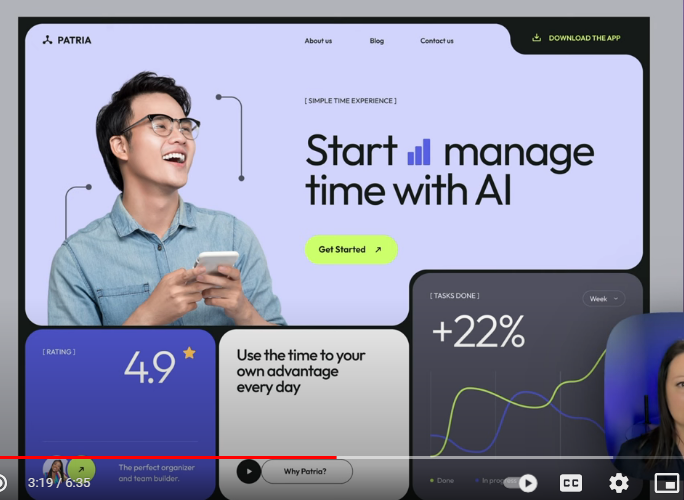 PATRIA
About us
Blog
Contact us
DOWNLOAD THE APP
[ SIMPLE TIME EXPERIENCE ]
Start manage
time with AI
Get Started
[ TASKS DONE ]
Week
+22%
[ RATING ]
4.9
Use the time to your
own advantage
every day
The perfect organizer
and team builder.
Why Patria?
Done
In progress
3:19 / 6:35
CC